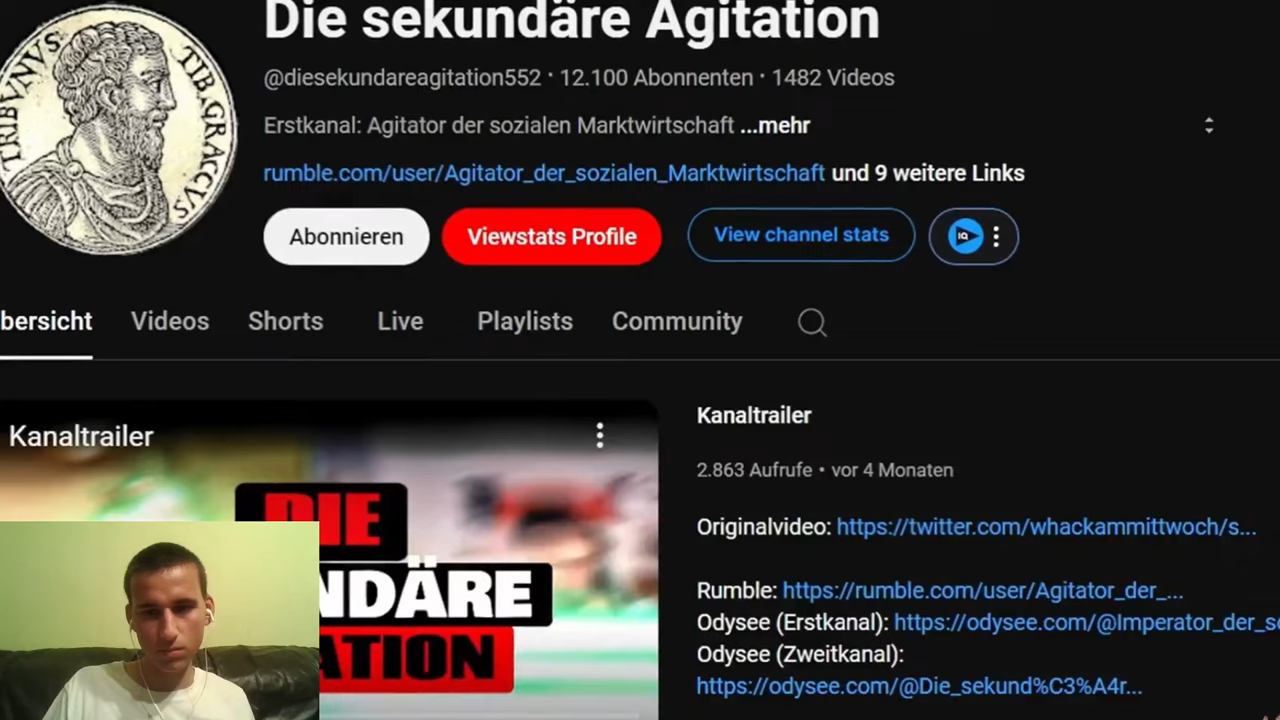 Die sekundäre Agitation
TRIBVNVS TIB.GRACCVS
@diesekundareagitation552 · 12.100 Abonnenten · 1482 Videos
Erstkanal: Agitator der sozialen Marktwirtschaft ...mehr
rumble.com/user/Agitator_der_sozialen_Marktwirtschaft und 9 weitere Links
Abonnieren Viewstats Profile View channel stats IQ
bersicht Videos Shorts Live Playlists Community
Kanaltrailer
DIE
NDÄRE
ATION
Kanaltrailer
2.863 Aufrufe • vor 4 Monaten
Originalvideo: https://twitter.com/whackammittwoch/s...
Rumble: https://rumble.com/user/Agitator_der_...
Odysee (Erstkanal): https://odysee.com/@Imperator_der_s
Odysee (Zweitkanal):
https://odysee.com/@Die_sekund%C3%A4r...